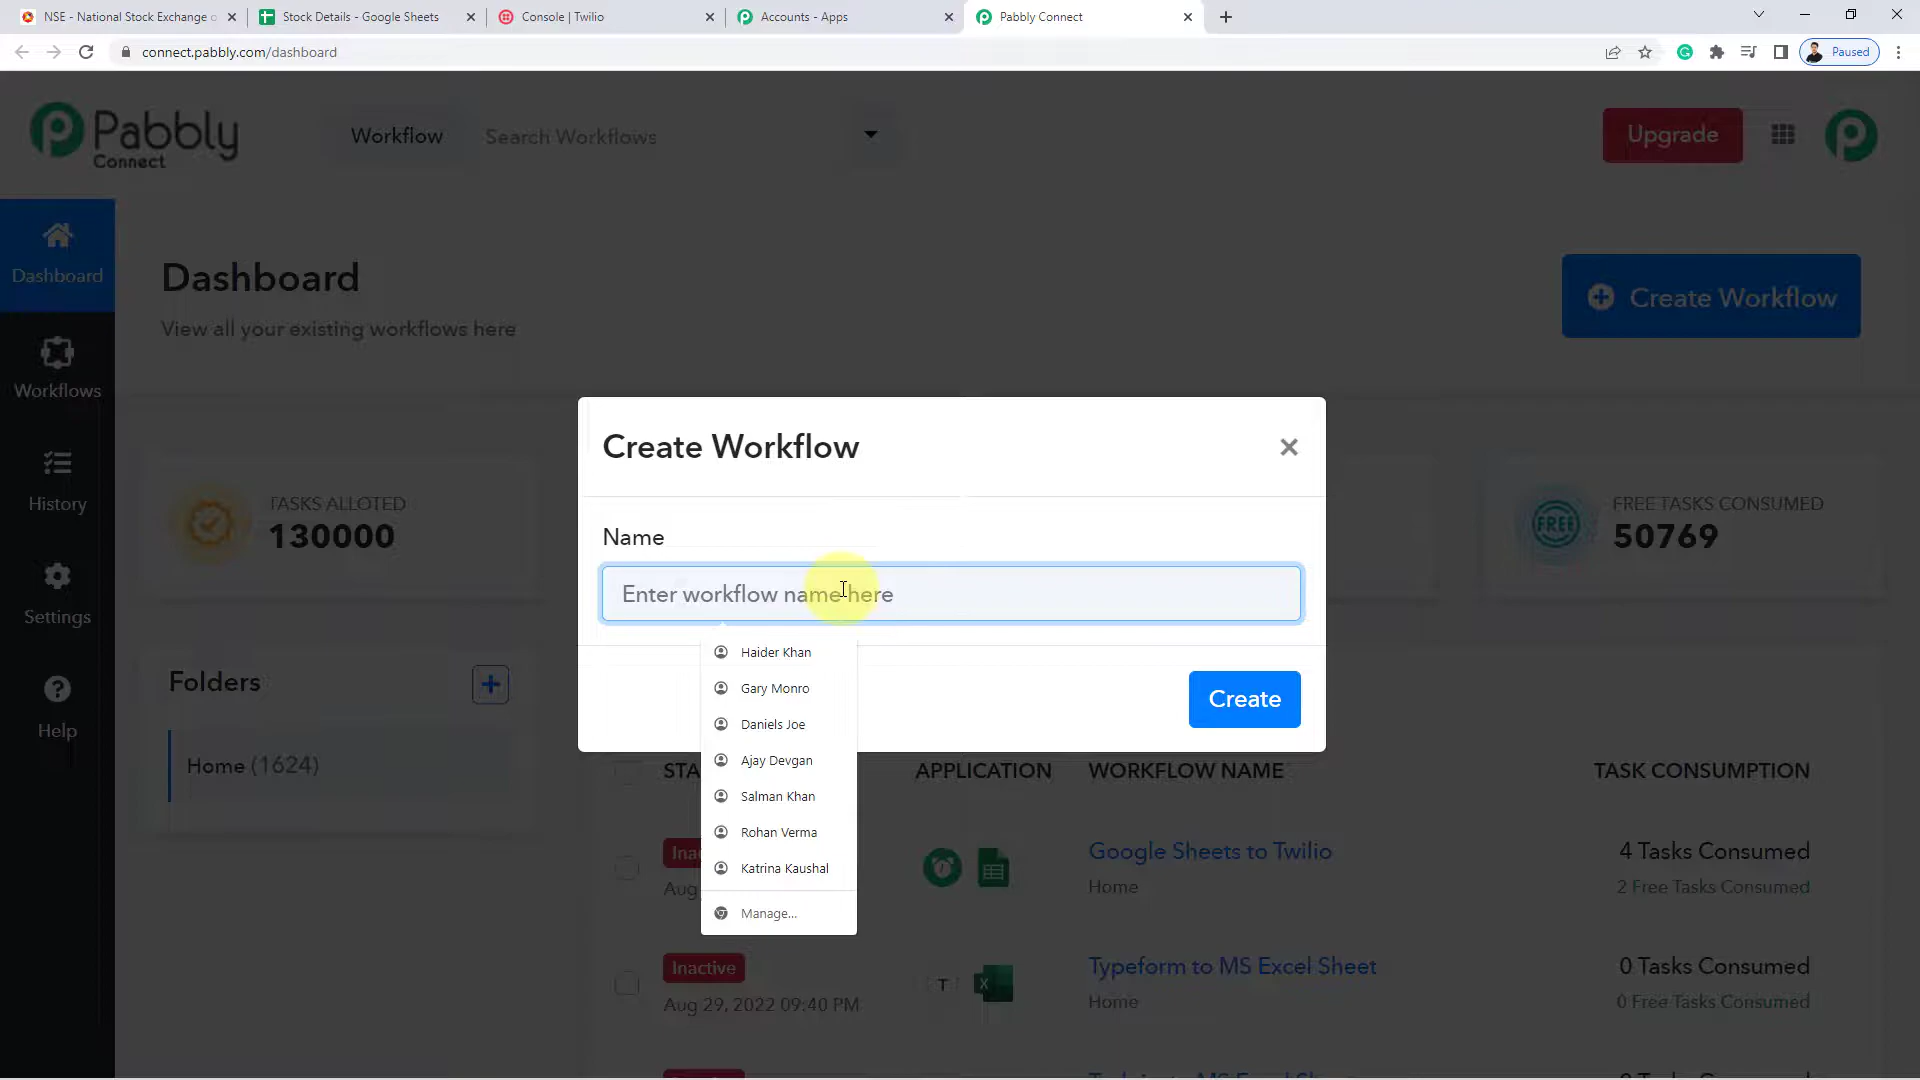 NSE - National Stock Exchange o
Stock Details - Google Sheets
Console | Twilio
Accounts - Apps
Pabbly Connect
connect.pabbly.com/dashboard
Paused
Pabbly
Connect
Workflow
Search Workflows
Upgrade
Dashboard
Workflows
History
Settings
Help
Dashboard
View all your existing workflows here
Create Workflow
TASKS ALLOTED
130000
FREE
FREE TASKS CONSUMED
50769
Folders
Home (1624)
Create Workflow
Name
Enter workflow name here
Create
Haider Khan
Gary Monro
Daniels Joe
Ajay Devgan
Salman Khan
Rohan Verma
Katrina Kaushal
Manage...
APPLICATION
WORKFLOW NAME
TASK CONSUMPTION
Google Sheets to Twilio
Home
4 Tasks Consumed
2 Free Tasks Consumed
Inactive
Aug 29, 2022 09:40 PM
Typeform to MS Excel Sheet
Home
0 Tasks Consumed
0 Free Tasks Consumed